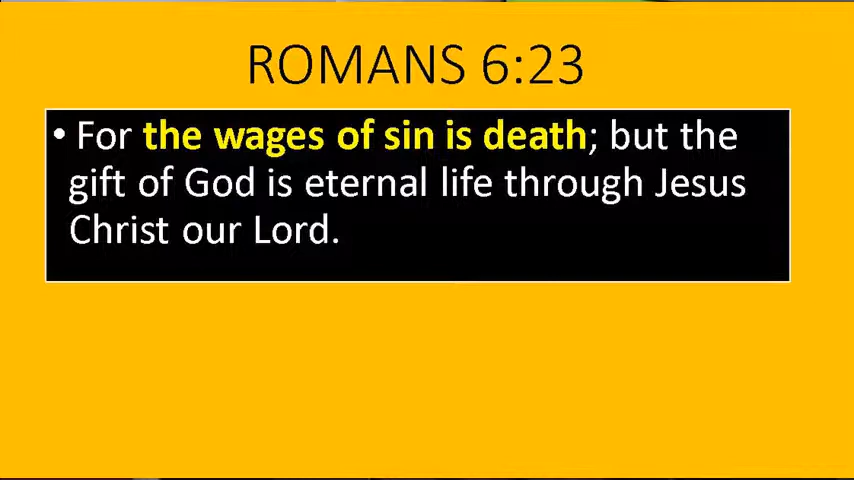 ROMANS 6:23
• For the wages of sin is death; but the
gift of God is eternal life through Jesus
Christ our Lord.